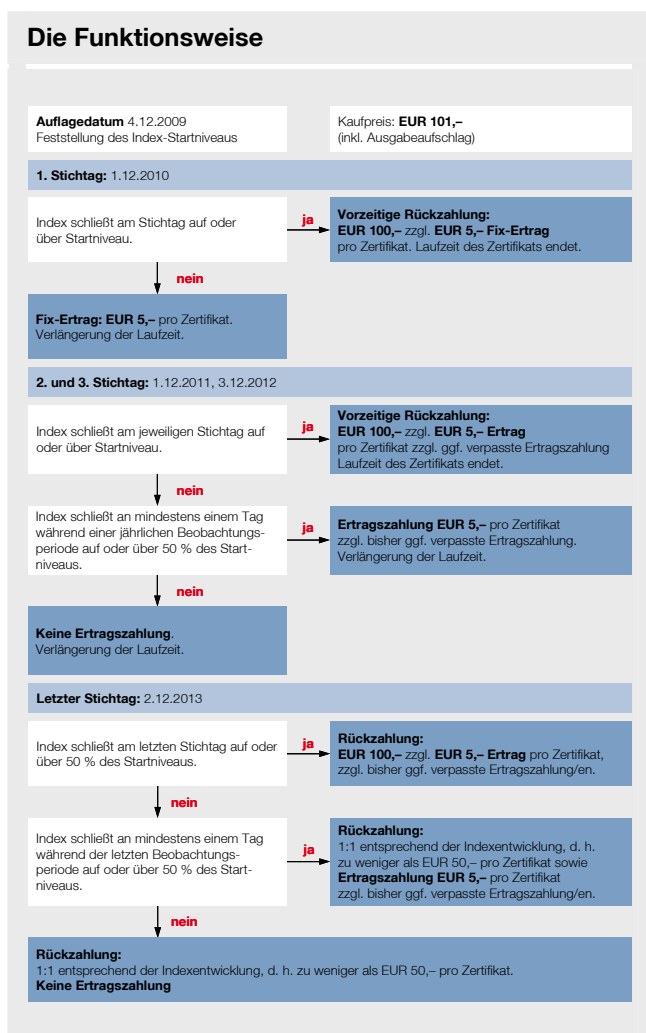 Die Funktionsweise
Auflagedatum 4.12.2009
Feststellung des Index-Startniveaus
Kaufpreis: EUR 101,–
(inkl. Ausgabeaufschlag)
1. Stichtag: 1.12.2010
Index schließt am Stichtag auf oder
über Startniveau.
ja
Vorzeitige Rückzahlung:
EUR 100,– zzgl. EUR 5,– Fix-Ertrag
pro Zertifikat. Laufzeit des Zertifikats endet.
nein
Fix-Ertrag: EUR 5,– pro Zertifikat.
Verlängerung der Laufzeit.
2. und 3. Stichtag: 1.12.2011, 3.12.2012
Index schließt am jeweiligen Stichtag auf
oder über Startniveau.
ja
Vorzeitige Rückzahlung:
EUR 100,– zzgl. EUR 5,– Ertrag
pro Zertifikat zzgl. ggf. verpasste Ertragszahlung
Laufzeit des Zertifikats endet.
nein
Index schließt an mindestens einem Tag
während einer jährlichen Beobachtungs-
periode auf oder über 50 % des Start-
niveaus.
ja
Ertragszahlung EUR 5,– pro Zertifikat
zzgl. bisher ggf. verpasste Ertragszahlung.
Verlängerung der Laufzeit.
nein
Keine Ertragszahlung.
Verlängerung der Laufzeit.
Letzter Stichtag: 2.12.2013
Index schließt am letzten Stichtag auf oder
über 50 % des Startniveaus.
ja
Rückzahlung:
EUR 100,– zzgl. EUR 5,– Ertrag pro Zertifikat,
zzgl. bisher ggf. verpasste Ertragszahlung/en.
nein
Index schließt an mindestens einem Tag
während der letzten Beobachtungs-
periode auf oder über 50 % des Start-
niveaus.
ja
Rückzahlung:
1:1 entsprechend der Indexentwicklung, d. h.
zu weniger als EUR 50,– pro Zertifikat sowie
Ertragszahlung EUR 5,– pro Zertifikat
zzgl. bisher ggf. verpasste Ertragszahlung/en.
nein
Rückzahlung:
1:1 entsprechend der Indexentwicklung, d. h. zu weniger als EUR 50,– pro Zertifikat.
Keine Ertragszahlung